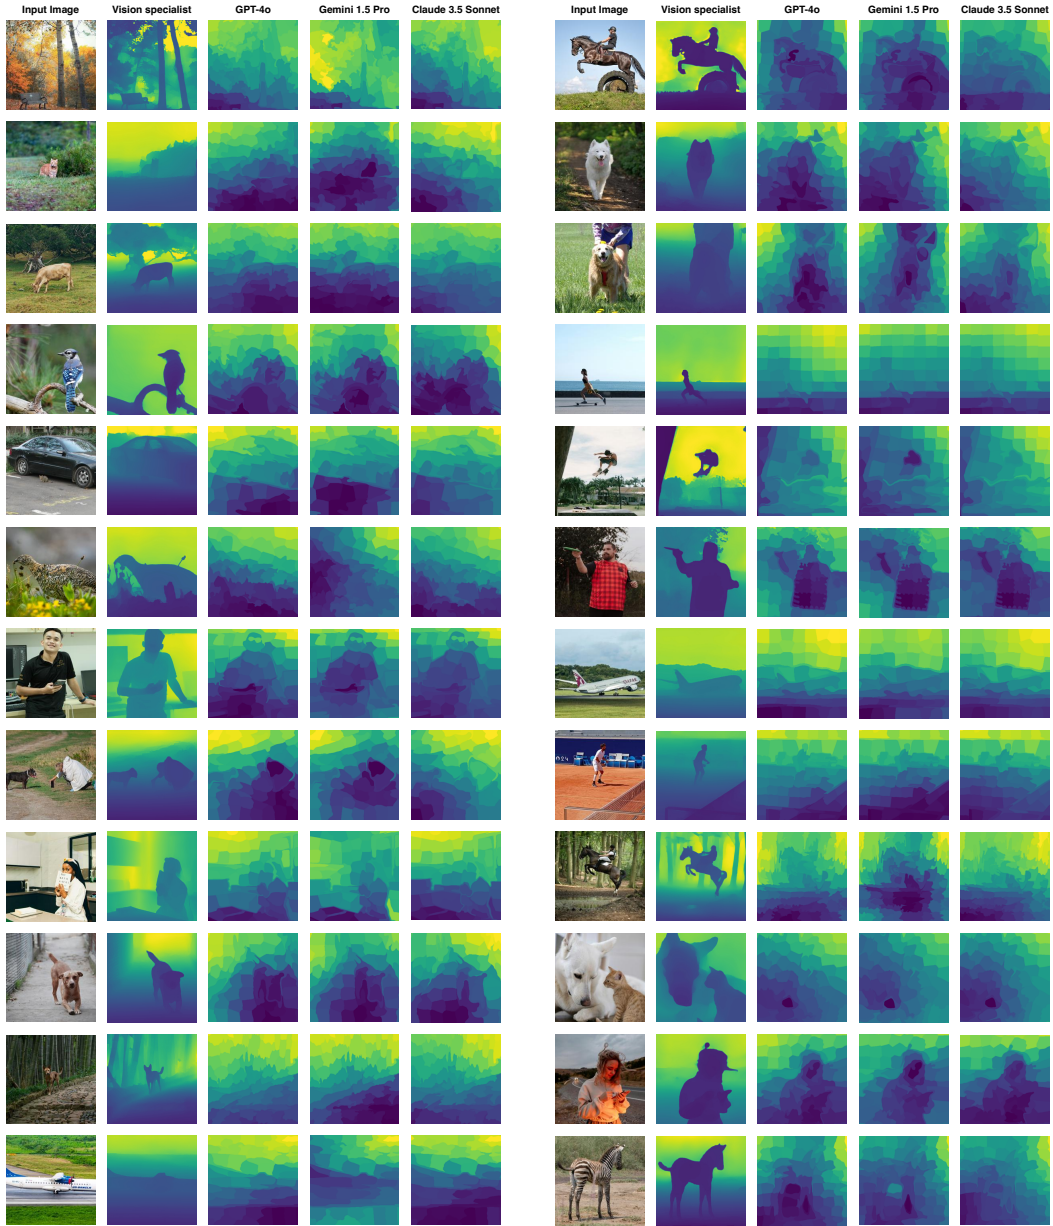 Input Image Vision specialist GPT-4o Gemini 1.5 Pro Claude 3.5 Sonnet Input Image Vision specialist GPT-4o Gemini 1.5 Pro Claude 3.5 Sonnet